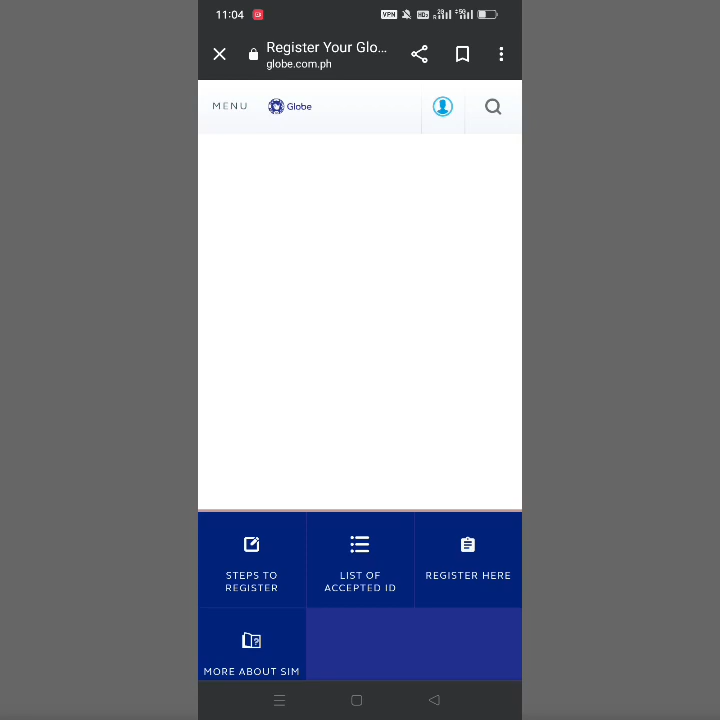 11:04
VPN
Register Your Glo...
globe.com.ph
MENU
Globe
STEPS TO
REGISTER
LIST OF
ACCEPTED ID
REGISTER HERE
MORE ABOUT SIM